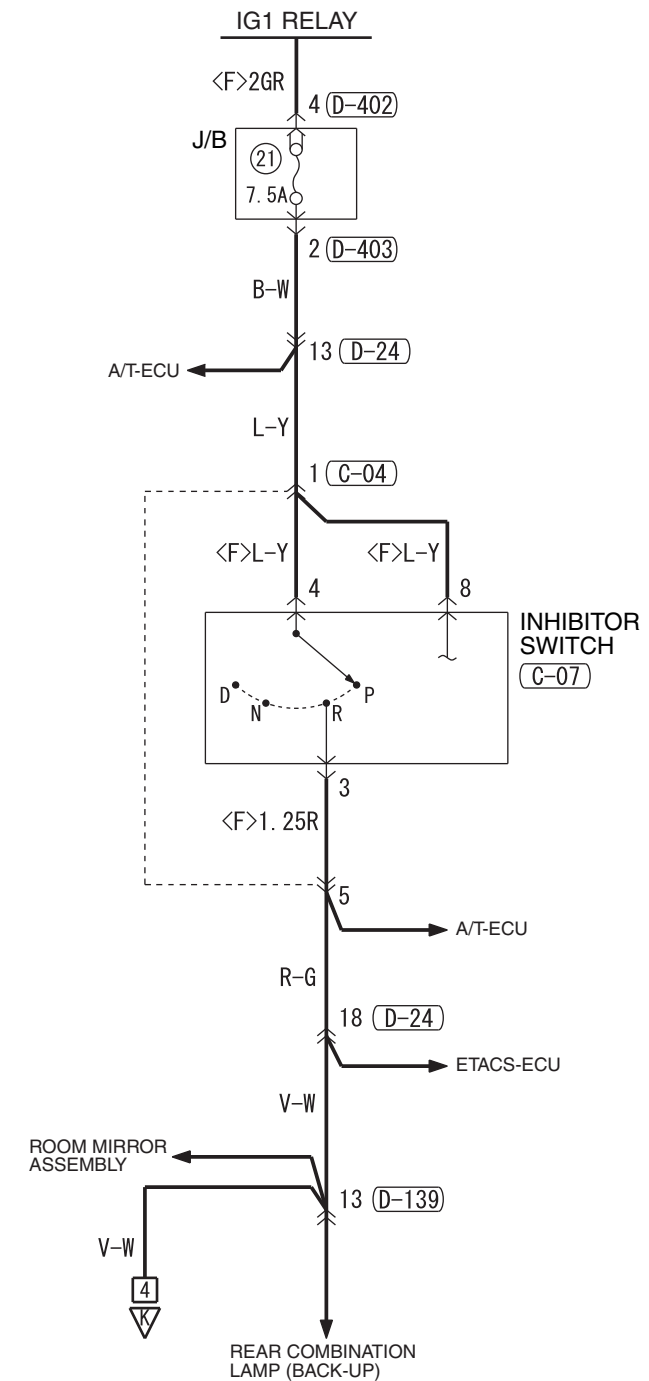 IG1 RELAY
<F>2GR
4 D-402
J/B
21
7.5A
2 D-403
B-W
13 D-24
A/T-ECU
L-Y
1 C-04
<F>L-Y <F>L-Y
4 8
INHIBITOR
SWITCH
C-07
D N R P
3
<F>1.25R
5
A/T-ECU
R-G
18 D-24
ETACS-ECU
V-W
ROOM MIRROR
ASSEMBLY
13 D-139
V-W
4
K
REAR COMBINATION
LAMP (BACK-UP)